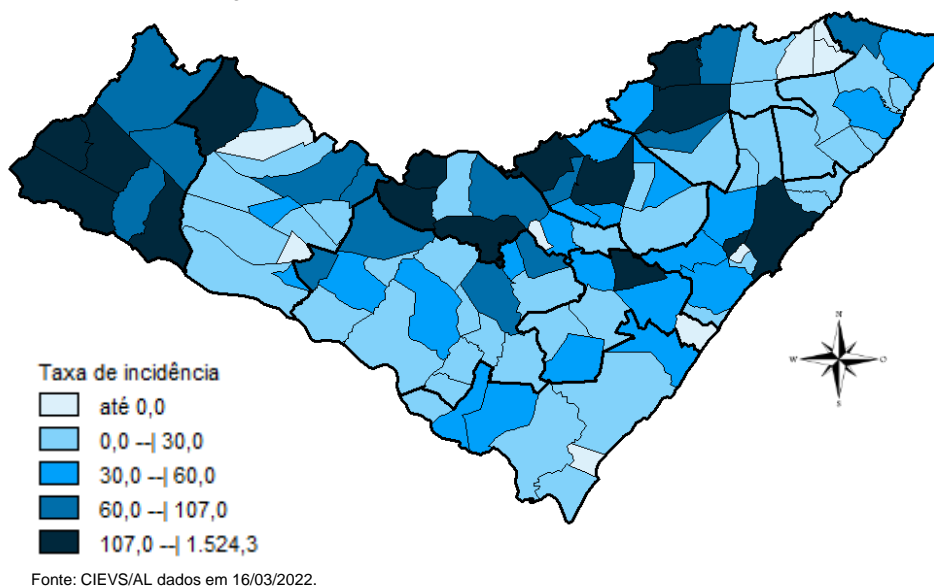 N
W
O
S
Taxa de incidência
até 0,0
0,0 --| 30,0
30,0 --| 60,0
60,0 --| 107,0
107,0 --| 1.524,3
Fonte: CIEVS/AL dados em 16/03/2022.